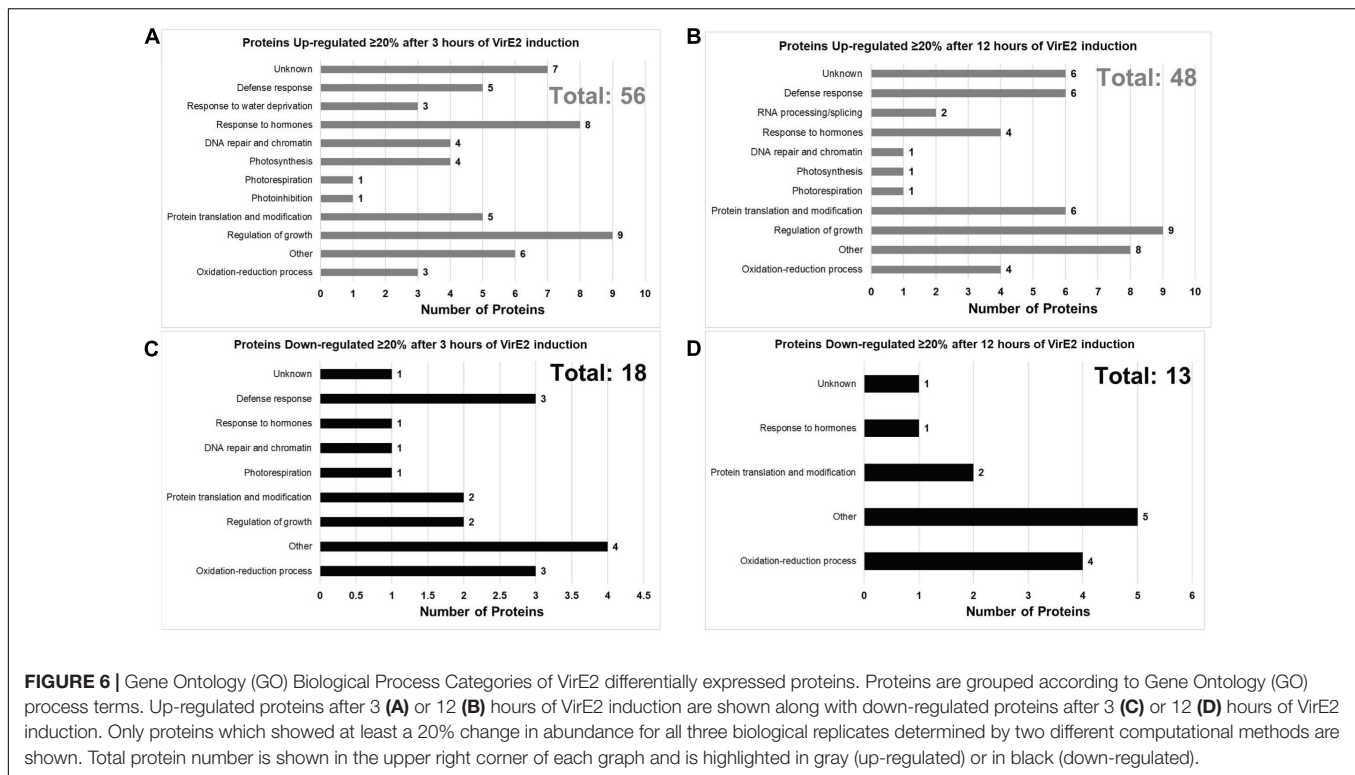 A
Proteins Up-regulated ≥20% after 3 hours of VirE2 induction
Total: 56
Unknown 7
Defense response 5
Response to water deprivation 3
Response to hormones 8
DNA repair and chromatin 4
Photosynthesis 4
Photorespiration 1
Photoinhibition 1
Protein translation and modification 5
Regulation of growth 9
Other 6
Oxidation-reduction process 3
0 1 2 3 4 5 6 7 8 9 10
Number of Proteins
B
Proteins Up-regulated ≥20% after 12 hours of VirE2 induction
Total: 48
Unknown 6
Defense response 6
RNA processing/splicing 2
Response to hormones 4
DNA repair and chromatin 1
Photosynthesis 1
Photorespiration 1
Protein translation and modification 6
Regulation of growth 9
Other 8
Oxidation-reduction process 4
0 1 2 3 4 5 6 7 8 9 10
Number of Proteins
C
Proteins Down-regulated ≥20% after 3 hours of VirE2 induction
Total: 18
Unknown 1
Defense response 3
Response to hormones 1
DNA repair and chromatin 1
Photorespiration 1
Protein translation and modification 2
Regulation of growth 2
Other 4
Oxidation-reduction process 3
0 0.5 1 1.5 2 2.5 3 3.5 4 4.5
Number of Proteins
D
Proteins Down-regulated ≥20% after 12 hours of VirE2 induction
Total: 13
Unknown 1
Response to hormones 1
Protein translation and modification 2
Other 5
Oxidation-reduction process 4
0 1 2 3 4 5 6
Number of Proteins
FIGURE 6 | Gene Ontology (GO) Biological Process Categories of VirE2 differentially expressed proteins. Proteins are grouped according to Gene Ontology (GO)
process terms. Up-regulated proteins after 3 (A) or 12 (B) hours of VirE2 induction are shown along with down-regulated proteins after 3 (C) or 12 (D) hours of VirE2
induction. Only proteins which showed at least a 20% change in abundance for all three biological replicates determined by two different computational methods are
shown. Total protein number is shown in the upper right corner of each graph and is highlighted in gray (up-regulated) or in black (down-regulated).